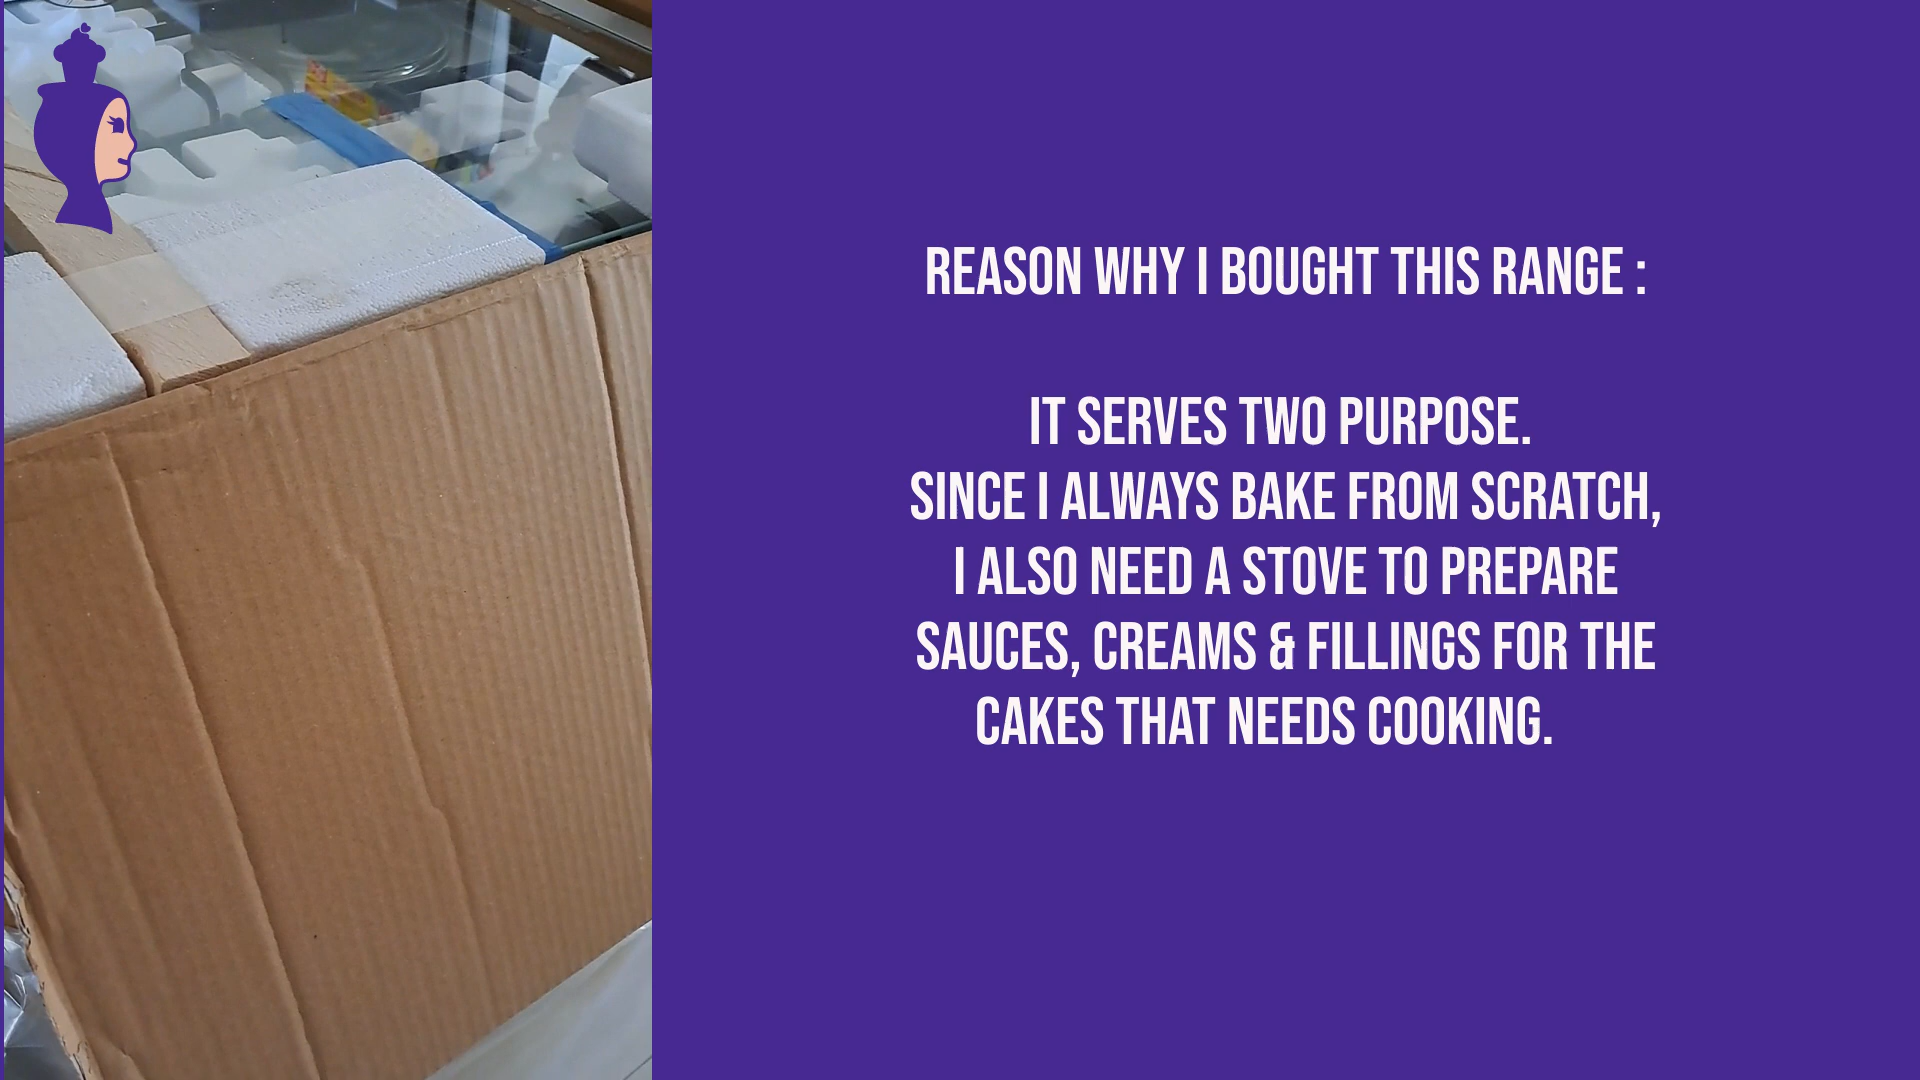 REASON WHY I BOUGHT THIS RANGE :
IT SERVES TWO PURPOSE.
SINCE I ALWAYS BAKE FROM SCRATCH,
I ALSO NEED A STOVE TO PREPARE
SAUCES, CREAMS & FILLINGS FOR THE
CAKES THAT NEEDS COOKING.